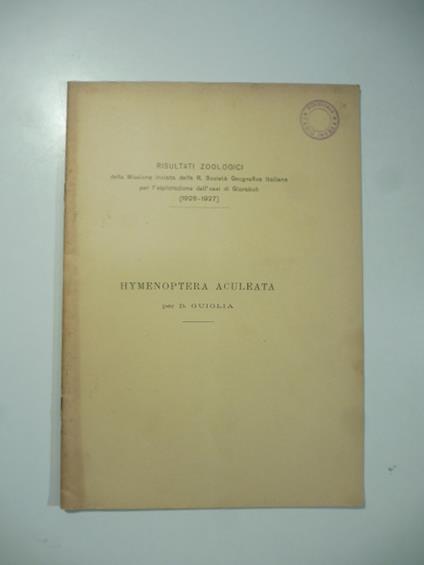 RISULTATI ZOOLOGICI
della Missione inviata dalla R. Società Geografica Italiana
per l'esplorazione dell'oasi di Giarabub
(1926-1927)
HYMENOPTERA ACULEATA
per D. GUIGLIA